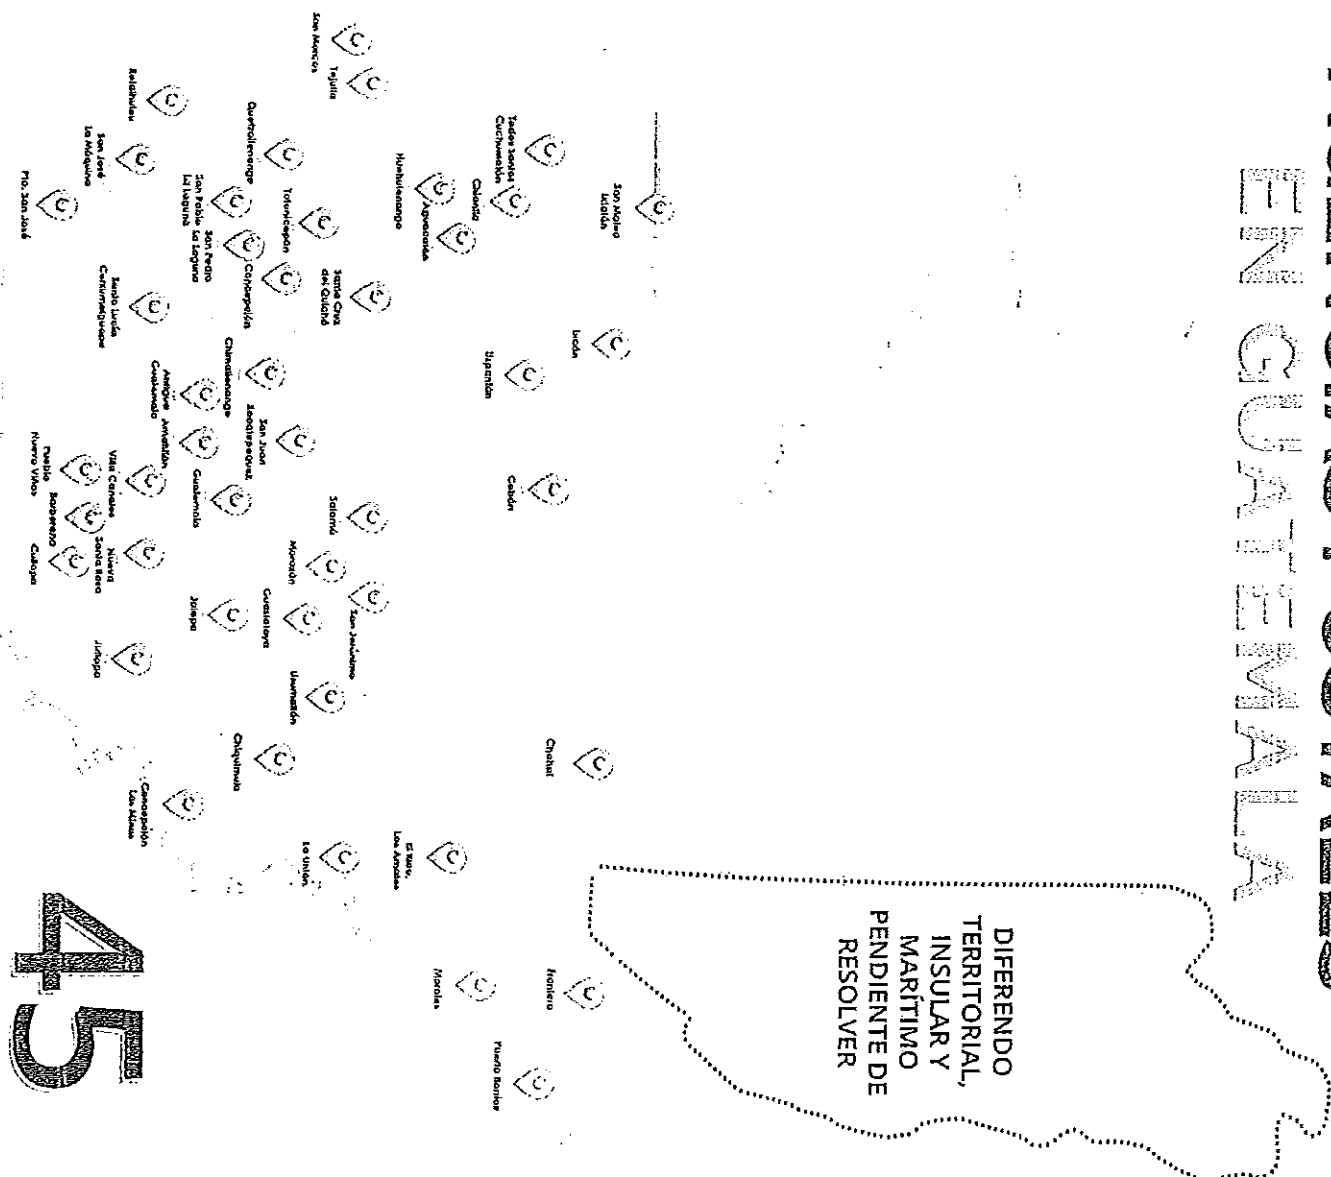 EN GUATEMALA
San Mateo
Ixtatán
Todos Santos
Cuchumatán
Chiantla
Huehuetenango
Aguacatán
Ixcán
Uspantán
Cobán
Chahal
Frontera
Puerto Barrios
Morales
Los Amates
La Unión
San Marcos
Tejutla
Quetzaltenango
Totonicapán
Santa Cruz
del Quiché
Salamá
San Jerónimo
Morazán
Guastatoya
Usumatlán
Chiquimula
Concepción
Las Minas
Retalhuleu
San José
La Máquina
San Pablo
La Laguna
San Pedro
La Laguna
Concepción
Chimaltenango
San Juan
Sacatepéquez
Antigua
Guatemala
Amatitlán
Guatemala
Jalapa
Pto. San José
Santa Lucía
Cotzumalguapa
Villa Canales
Pueblo
Nuevo Viñas
Barberena
Nueva
Santa Rosa
Cuilapa
Jutiapa
DIFERENDO
TERRITORIAL,
INSULAR Y
MARÍTIMO
PENDIENTE DE
RESOLVER
45